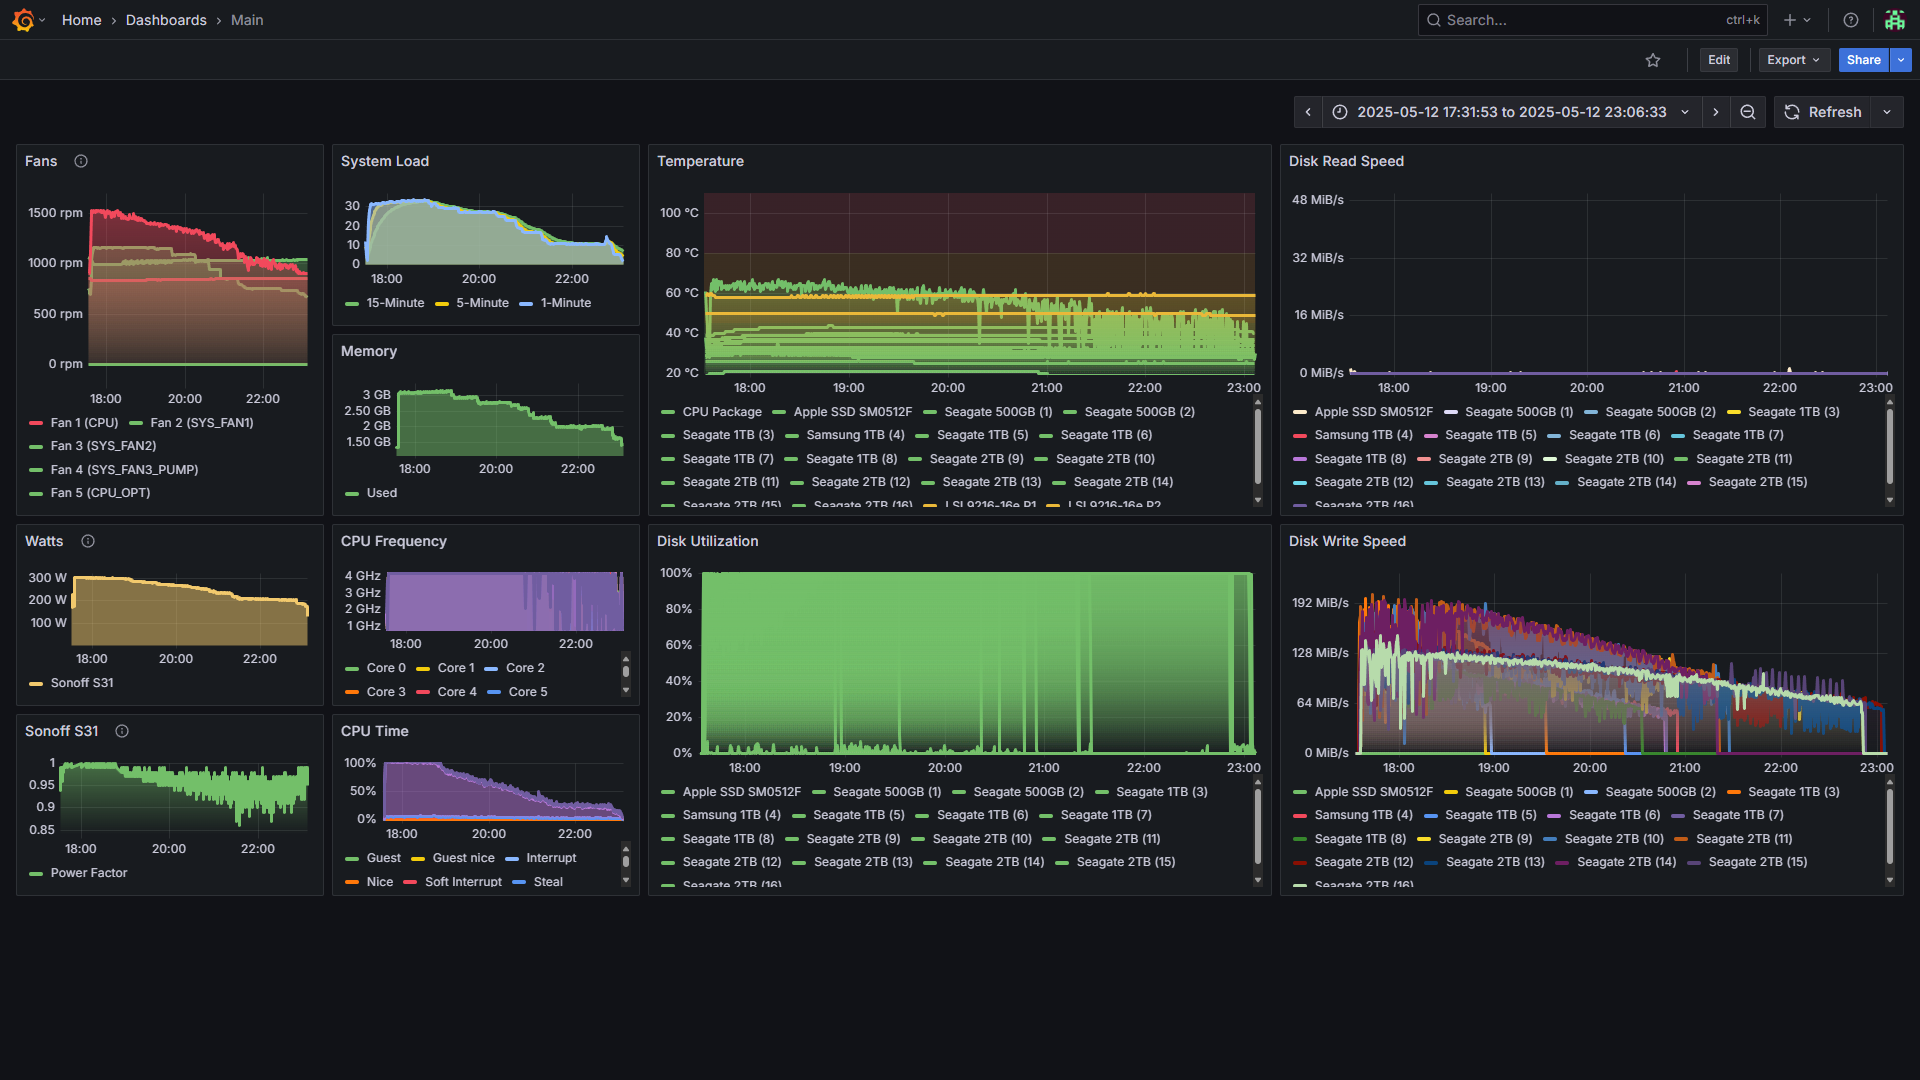 Home › Dashboards › Main
Search... ctrl+k
Edit Export Share
2025-05-12 17:31:53 to 2025-05-12 23:06:33 Refresh
Fans
1500 rpm
1000 rpm
500 rpm
0 rpm
18:00 20:00 22:00
Fan 1 (CPU) Fan 2 (SYS_FAN1)
Fan 3 (SYS_FAN2)
Fan 4 (SYS_FAN3_PUMP)
Fan 5 (CPU_OPT)
System Load
30
20
10
0
18:00 20:00 22:00
15-Minute 5-Minute 1-Minute
Memory
3 GB
2.50 GB
2 GB
1.50 GB
18:00 20:00 22:00
Used
Temperature
100 °C
80 °C
60 °C
40 °C
20 °C
18:00 19:00 20:00 21:00 22:00 23:00
CPU Package Apple SSD SM0512F Seagate 500GB (1) Seagate 500GB (2)
Seagate 1TB (3) Samsung 1TB (4) Seagate 1TB (5) Seagate 1TB (6)
Seagate 1TB (7) Seagate 1TB (8) Seagate 2TB (9) Seagate 2TB (10)
Seagate 2TB (11) Seagate 2TB (12) Seagate 2TB (13) Seagate 2TB (14)
Seagate 2TB (15) Seagate 2TB (16) LSI 9216-16e P1 LSI 9216-16e P2
Disk Read Speed
48 MiB/s
32 MiB/s
16 MiB/s
0 MiB/s
18:00 19:00 20:00 21:00 22:00 23:00
Apple SSD SM0512F Seagate 500GB (1) Seagate 500GB (2) Seagate 1TB (3)
Samsung 1TB (4) Seagate 1TB (5) Seagate 1TB (6) Seagate 1TB (7)
Seagate 1TB (8) Seagate 2TB (9) Seagate 2TB (10) Seagate 2TB (11)
Seagate 2TB (12) Seagate 2TB (13) Seagate 2TB (14) Seagate 2TB (15)
Seagate 2TB (16)
Watts
300 W
200 W
100 W
18:00 20:00 22:00
Sonoff S31
CPU Frequency
4 GHz
3 GHz
2 GHz
1 GHz
18:00 20:00 22:00
Core 0 Core 1 Core 2
Core 3 Core 4 Core 5
Disk Utilization
100%
80%
60%
40%
20%
0%
18:00 19:00 20:00 21:00 22:00 23:00
Apple SSD SM0512F Seagate 500GB (1) Seagate 500GB (2) Seagate 1TB (3)
Samsung 1TB (4) Seagate 1TB (5) Seagate 1TB (6) Seagate 1TB (7)
Seagate 1TB (8) Seagate 2TB (9) Seagate 2TB (10) Seagate 2TB (11)
Seagate 2TB (12) Seagate 2TB (13) Seagate 2TB (14) Seagate 2TB (15)
Seagate 2TB (16)
Disk Write Speed
192 MiB/s
128 MiB/s
64 MiB/s
0 MiB/s
18:00 19:00 20:00 21:00 22:00 23:00
Apple SSD SM0512F Seagate 500GB (1) Seagate 500GB (2) Seagate 1TB (3)
Samsung 1TB (4) Seagate 1TB (5) Seagate 1TB (6) Seagate 1TB (7)
Seagate 1TB (8) Seagate 2TB (9) Seagate 2TB (10) Seagate 2TB (11)
Seagate 2TB (12) Seagate 2TB (13) Seagate 2TB (14) Seagate 2TB (15)
Seagate 2TB (16)
Sonoff S31
1
0.95
0.9
0.85
18:00 20:00 22:00
Power Factor
CPU Time
100%
50%
0%
18:00 20:00 22:00
Guest Guest nice Interrupt
Nice Soft Interrupt Steal